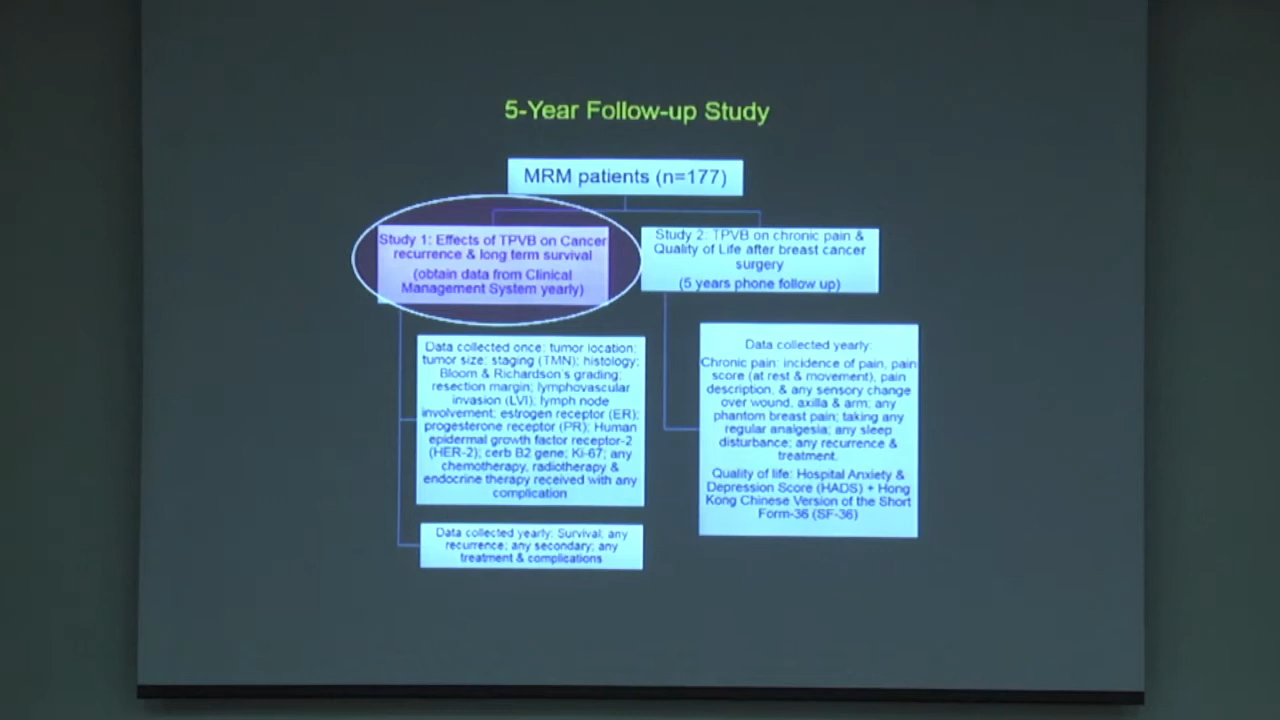 5-Year Follow-up Study
MRM patients (n=177)
Study 1: Effects of TPVB on Cancer
recurrence & long term survival
(obtain data from Clinical
Management System yearly)
Study 2: TPVB on chronic pain &
Quality of Life after breast cancer
surgery
(5 years phone follow up)
Data collected once: tumor location;
tumor size; staging (TMN); histology;
Bloom & Richardson's grading;
resection margin; lymphovascular
invasion (LVI); lymph node
involvement; estrogen receptor (ER);
progesterone receptor (PR); Human
epidermal growth factor receptor-2
(HER-2); cerb B2 gene; Ki-67; any
chemotherapy, radiotherapy &
endocrine therapy received with any
complication
Data collected yearly: Survival; any
recurrence; any secondary; any
treatment & complications
Data collected yearly:
Chronic pain: incidence of pain, pain
score (at rest & movement), pain
description, & any sensory change
over wound, axilla & arm; any
phantom breast pain; taking any
regular analgesia; any sleep
disturbance; any recurrence &
treatment.
Quality of life: Hospital Anxiety &
Depression Score (HADS) + Hong
Kong Chinese Version of the Short
Form-36 (SF-36)